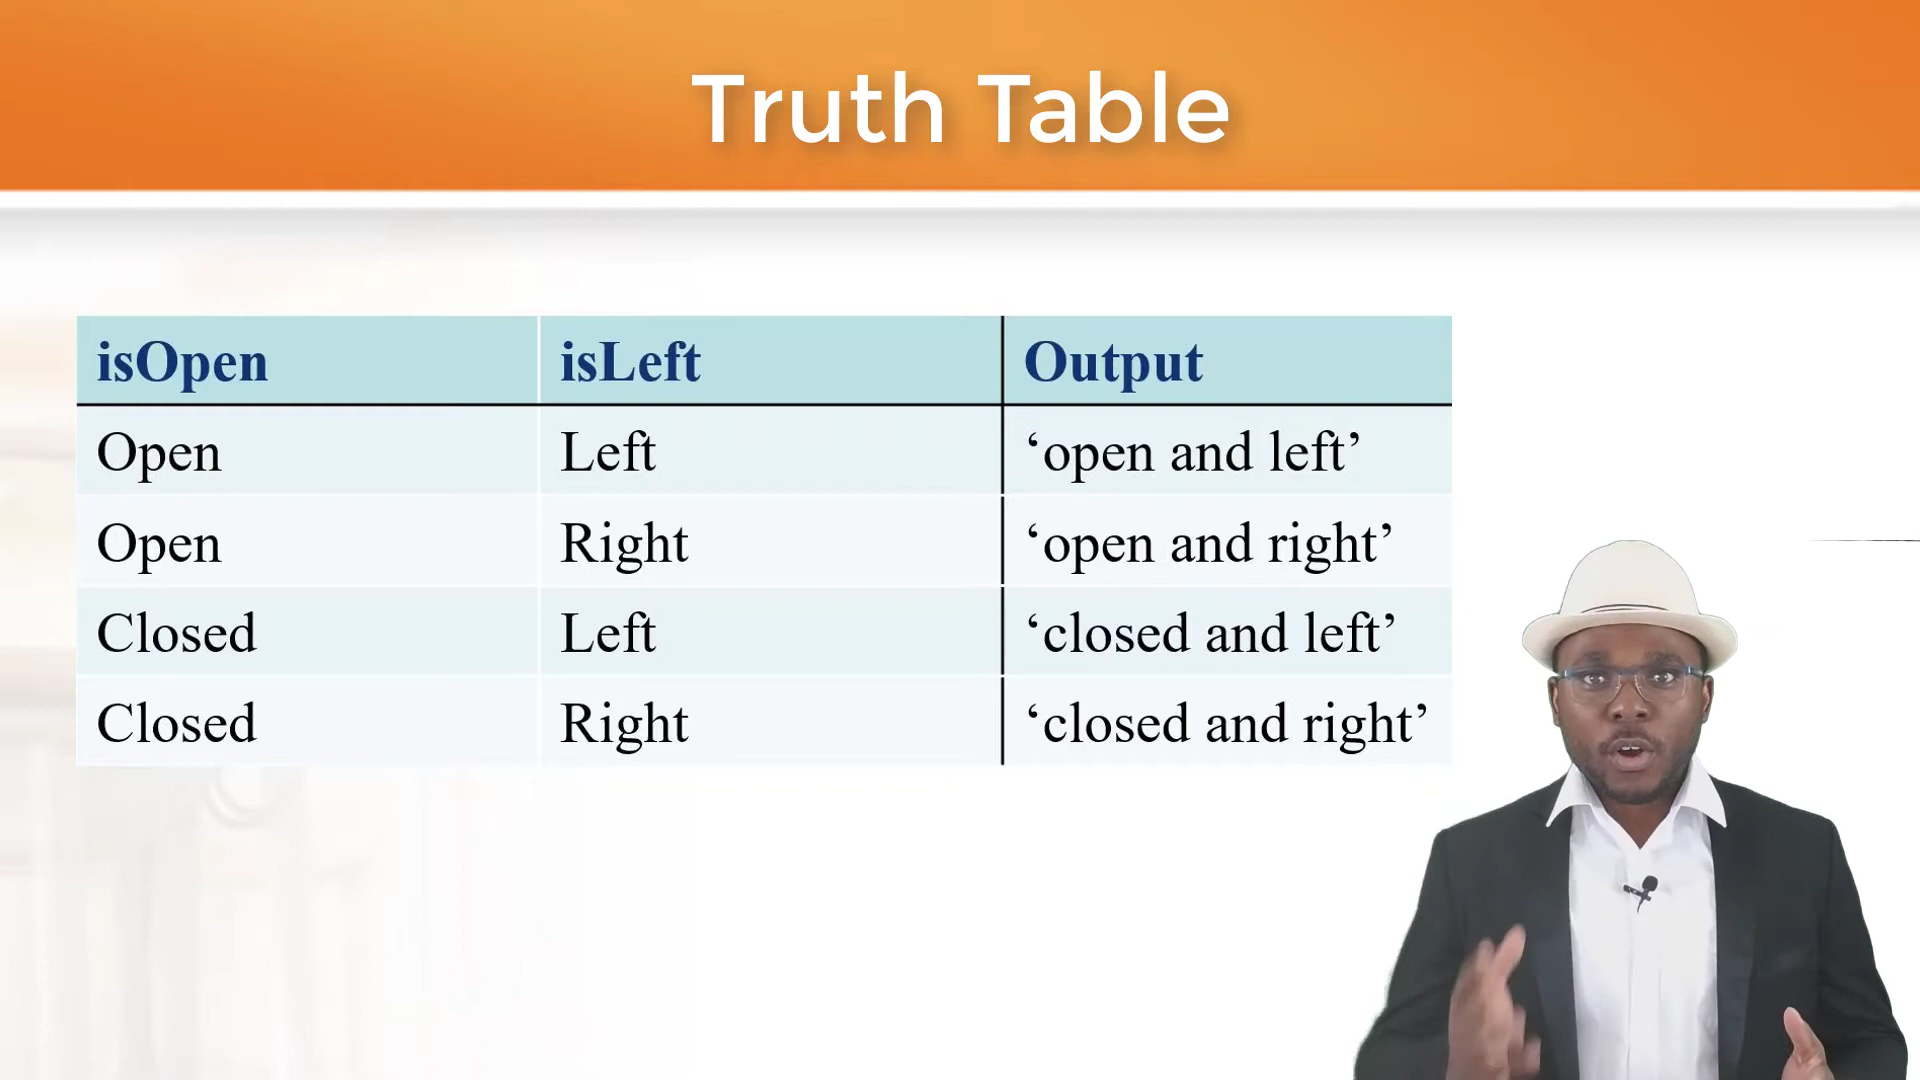 Truth Table
isOpen isLeft Output
Open Left ‘open and left’
Open Right ‘open and right’
Closed Left ‘closed and left’
Closed Right ‘closed and right’